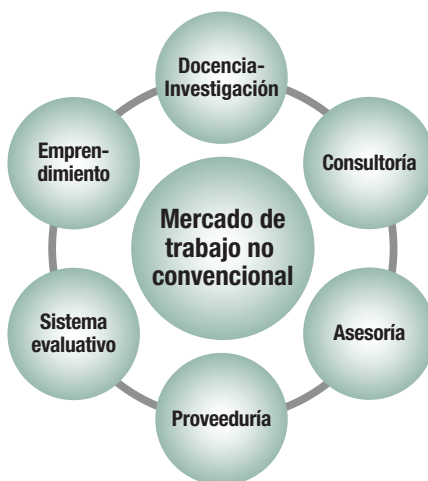 Docencia-
Investigación
Consultoría
Asesoría
Proveeduría
Sistema
evaluativo
Empren-
dimiento
Mercado de
trabajo no
convencional